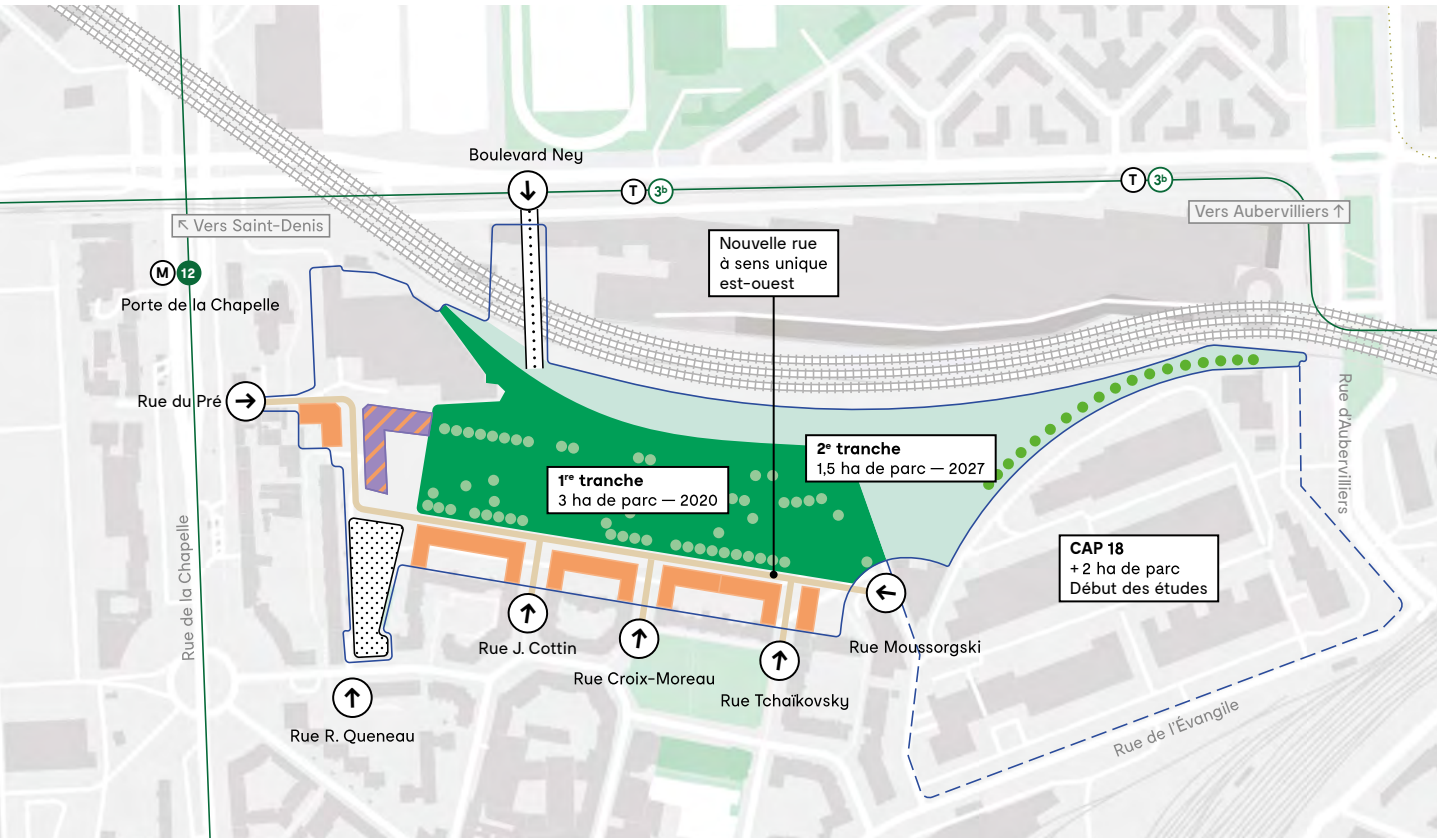 Boulevard Ney
T 3b
T 3b
↖ Vers Saint-Denis
Vers Aubervilliers ↑
M 12
Porte de la Chapelle
Nouvelle rue
à sens unique
est-ouest
Rue du Pré
Rue d'Aubervilliers
2e tranche
1,5 ha de parc — 2027
1re tranche
3 ha de parc — 2020
CAP 18
+ 2 ha de parc
Début des études
Rue de la Chapelle
Rue J. Cottin
Rue Moussorgski
Rue Croix-Moreau
Rue Tchaïkovsky
Rue R. Queneau
Rue de l'Évangile